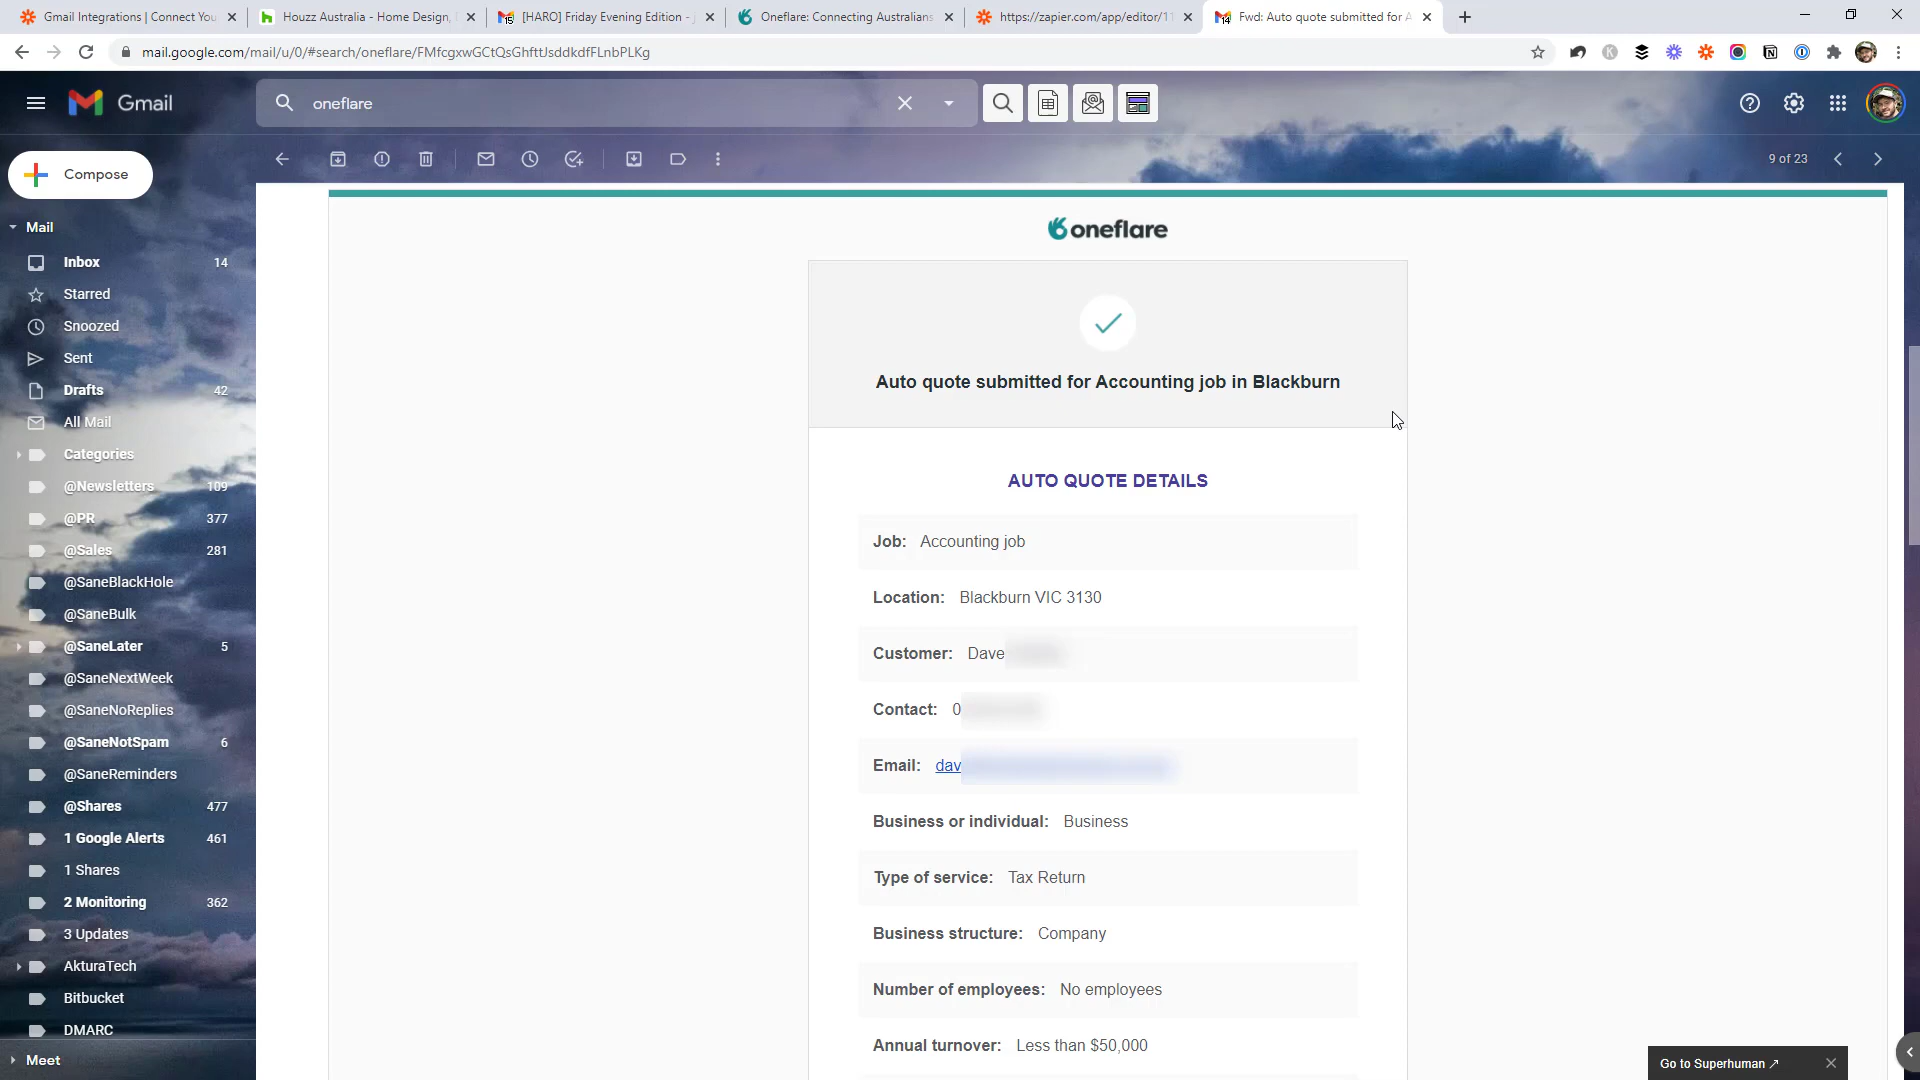 Gmail Integrations | Connect You
Houzz Australia - Home Design,
[HARO] Friday Evening Edition -
Oneflare: Connecting Australians
https://zapier.com/app/editor/11
Fwd: Auto quote submitted for A
mail.google.com/mail/u/0/#search/oneflare/FMfcgxwGCtQsGhfttJsddkdfFLnbPLKg
Gmail
oneflare
9 of 23
Compose
Mail
Inbox 14
Starred
Snoozed
Sent
Drafts 42
All Mail
Categories
@Newsletters 109
@PR 377
@Sales 281
@SaneBlackHole
@SaneBulk
@SaneLater 5
@SaneNextWeek
@SaneNoReplies
@SaneNotSpam 6
@SaneReminders
@Shares 477
1 Google Alerts 461
1 Shares
2 Monitoring 362
3 Updates
AkturaTech
Bitbucket
DMARC
Meet
oneflare
Auto quote submitted for Accounting job in Blackburn
AUTO QUOTE DETAILS
Job: Accounting job
Location: Blackburn VIC 3130
Customer: Dave
Contact: 0
Email: dav
Business or individual: Business
Type of service: Tax Return
Business structure: Company
Number of employees: No employees
Annual turnover: Less than $50,000
Go to Superhuman ↗